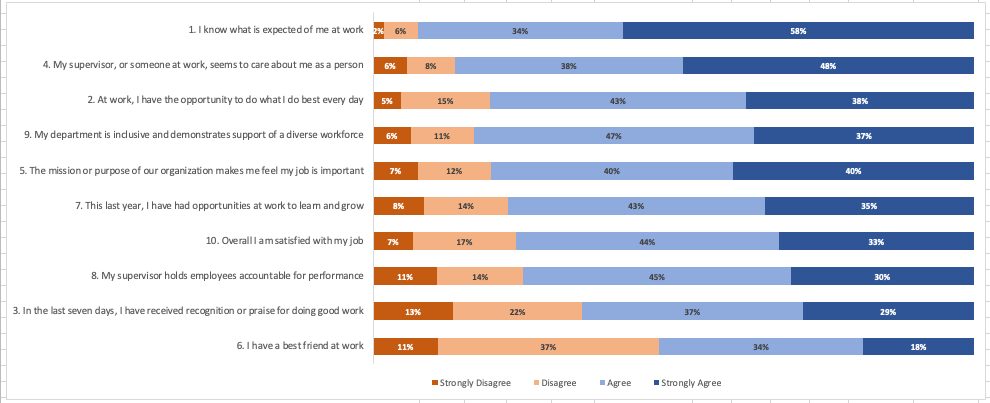 1. I know what is expected of me at work 2% 6% 34% 58%
4. My supervisor, or someone at work, seems to care about me as a person 6% 8% 38% 48%
2. At work, I have the opportunity to do what I do best every day 5% 15% 43% 38%
9. My department is inclusive and demonstrates support of a diverse workforce 6% 11% 47% 37%
5. The mission or purpose of our organization makes me feel my job is important 7% 12% 40% 40%
7. This last year, I have had opportunities at work to learn and grow 8% 14% 43% 35%
10. Overall I am satisfied with my job 7% 17% 44% 33%
8. My supervisor holds employees accountable for performance 11% 14% 45% 30%
3. In the last seven days, I have received recognition or praise for doing good work 13% 22% 37% 29%
6. I have a best friend at work 11% 37% 34% 18%
Strongly Disagree Disagree Agree Strongly Agree